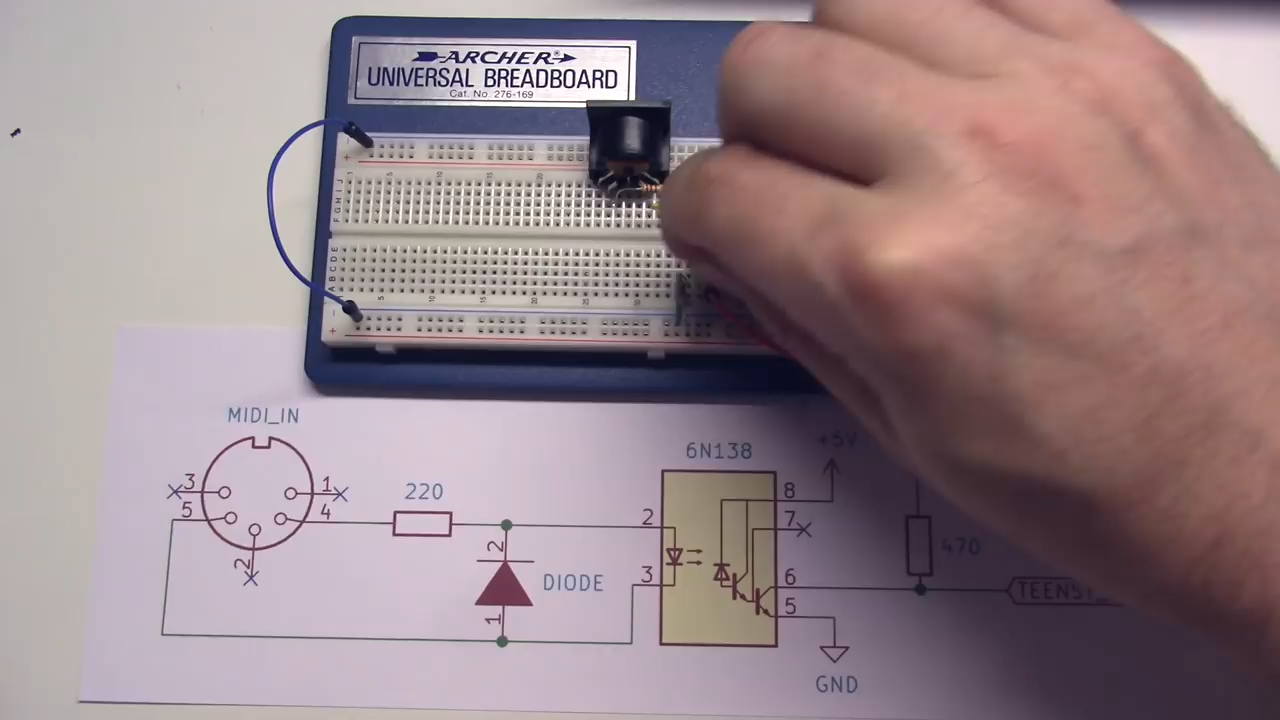 ARCHER®
UNIVERSAL BREADBOARD
Cat. No. 276-169
MIDI_IN
3
1
5
4
2
220
2
DIODE
1
6N138
2
3
8
7
6
5
+5V
470
GND